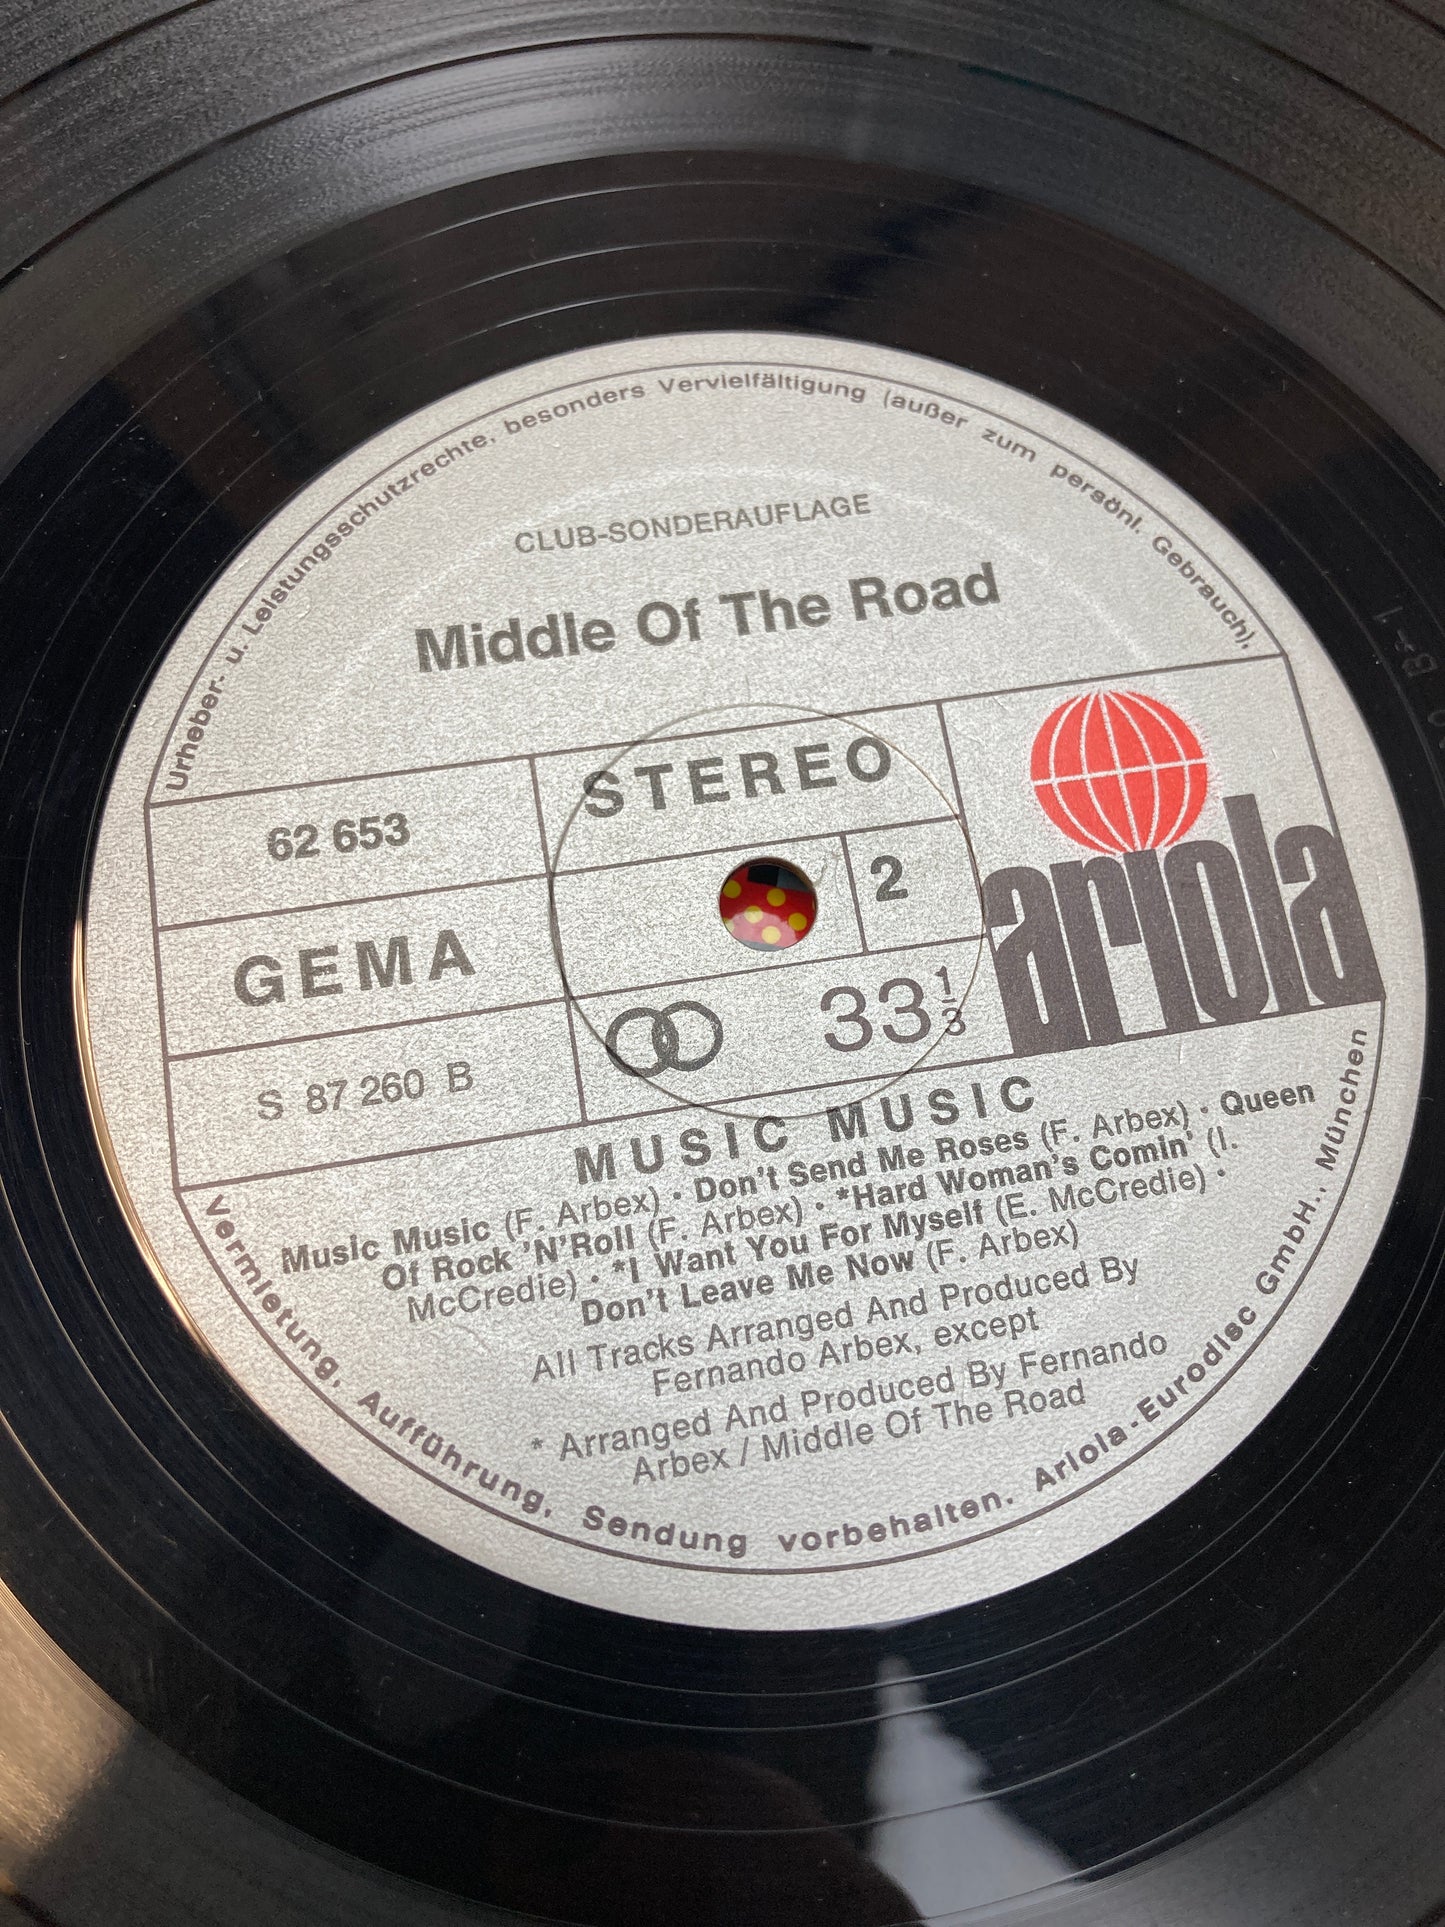 Urheber- u. Leistungsschutzrechte, besonders Vervielfältigung (außer zum persönl. Gebrauch),
CLUB-SONDERAUFLAGE
Middle Of The Road
62 653
STEREO
2
GEMA
33 1/3
S 87 260 B
ariola
MUSIC MUSIC
Music Music (F. Arbex) · Don't Send Me Roses (F. Arbex) · Queen
Of Rock 'N'Roll (F. Arbex) · *Hard Woman's Comin' (I.
McCredie) · *I Want You For Myself (E. McCredie) ·
Don't Leave Me Now (F. Arbex)
All Tracks Arranged And Produced By
Fernando Arbex, except
* Arranged And Produced By Fernando
Arbex / Middle Of The Road
Vermietung, Aufführung, Sendung vorbehalten. Ariola-Eurodisc GmbH., München